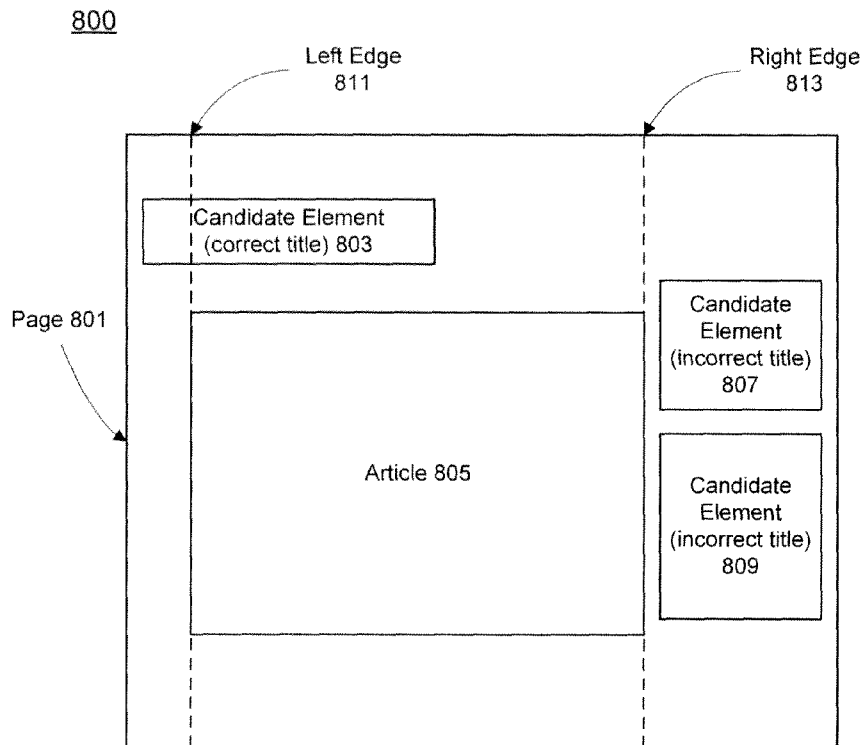 800
Left Edge
811
Right Edge
813
Candidate Element
(correct title) 803
Page 801
Candidate
Element
(incorrect title)
807
Article 805
Candidate
Element
(incorrect title)
809